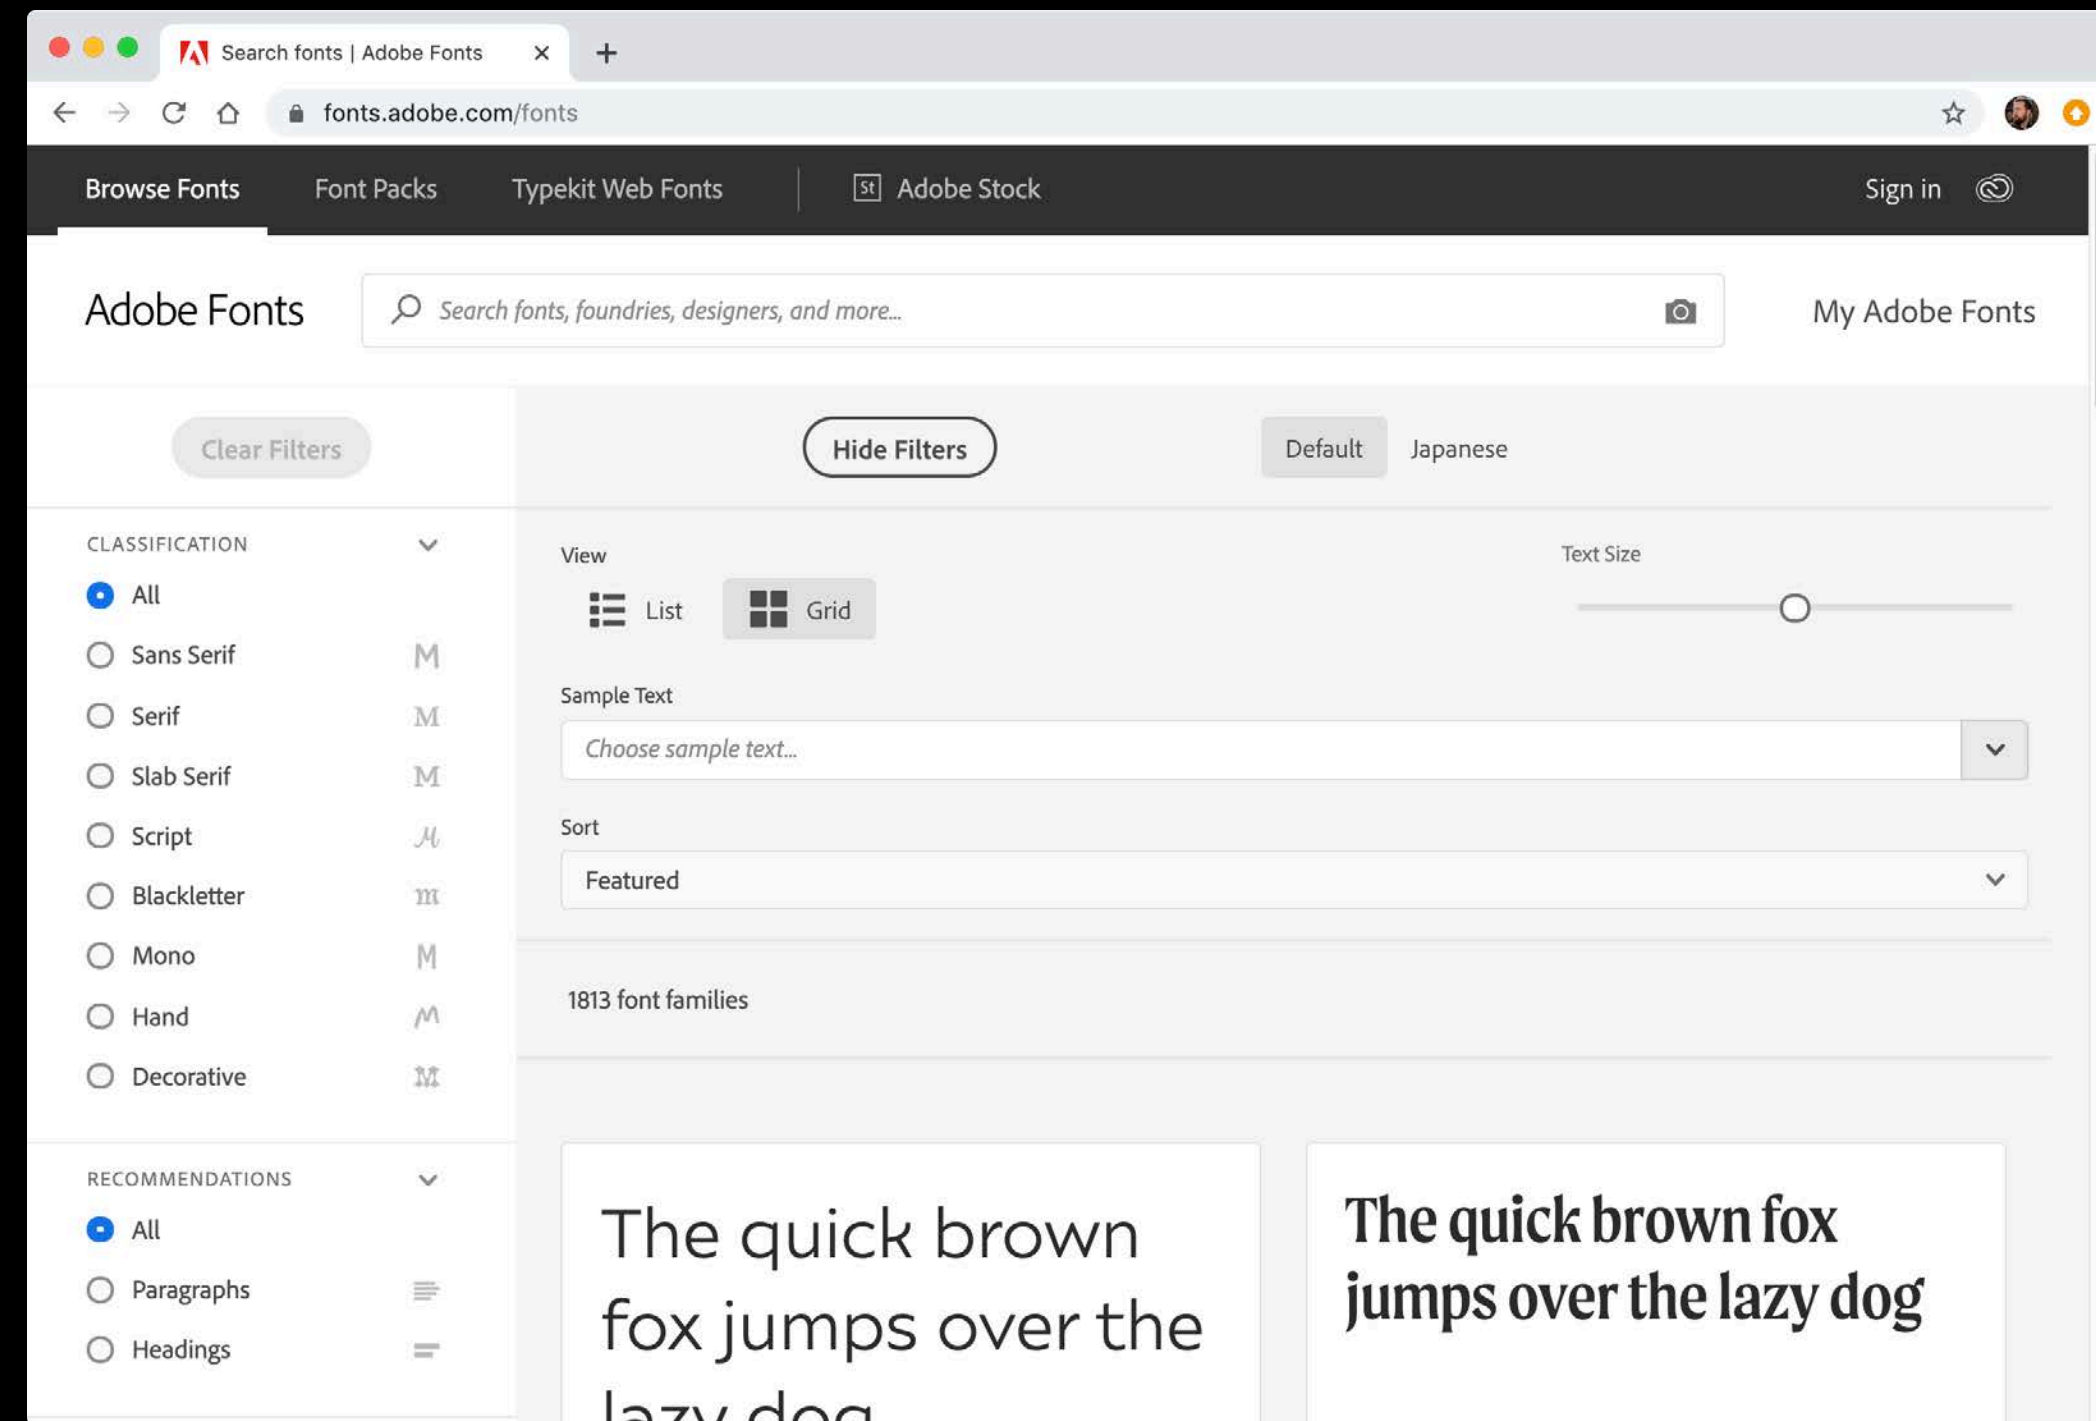 Search fonts | Adobe Fonts
fonts.adobe.com/fonts
Browse Fonts
Font Packs
Typekit Web Fonts
St Adobe Stock
Sign in
Adobe Fonts
Search fonts, foundries, designers, and more...
My Adobe Fonts
Clear Filters
Hide Filters
Default
Japanese
CLASSIFICATION
All
Sans Serif M
Serif M
Slab Serif M
Script M
Blackletter m
Mono M
Hand M
Decorative M
RECOMMENDATIONS
All
Paragraphs
Headings
View
List
Grid
Text Size
Sample Text
Choose sample text...
Sort
Featured
1813 font families
The quick brown
fox jumps over the
lazy dog
The quick brown fox
jumps over the lazy dog